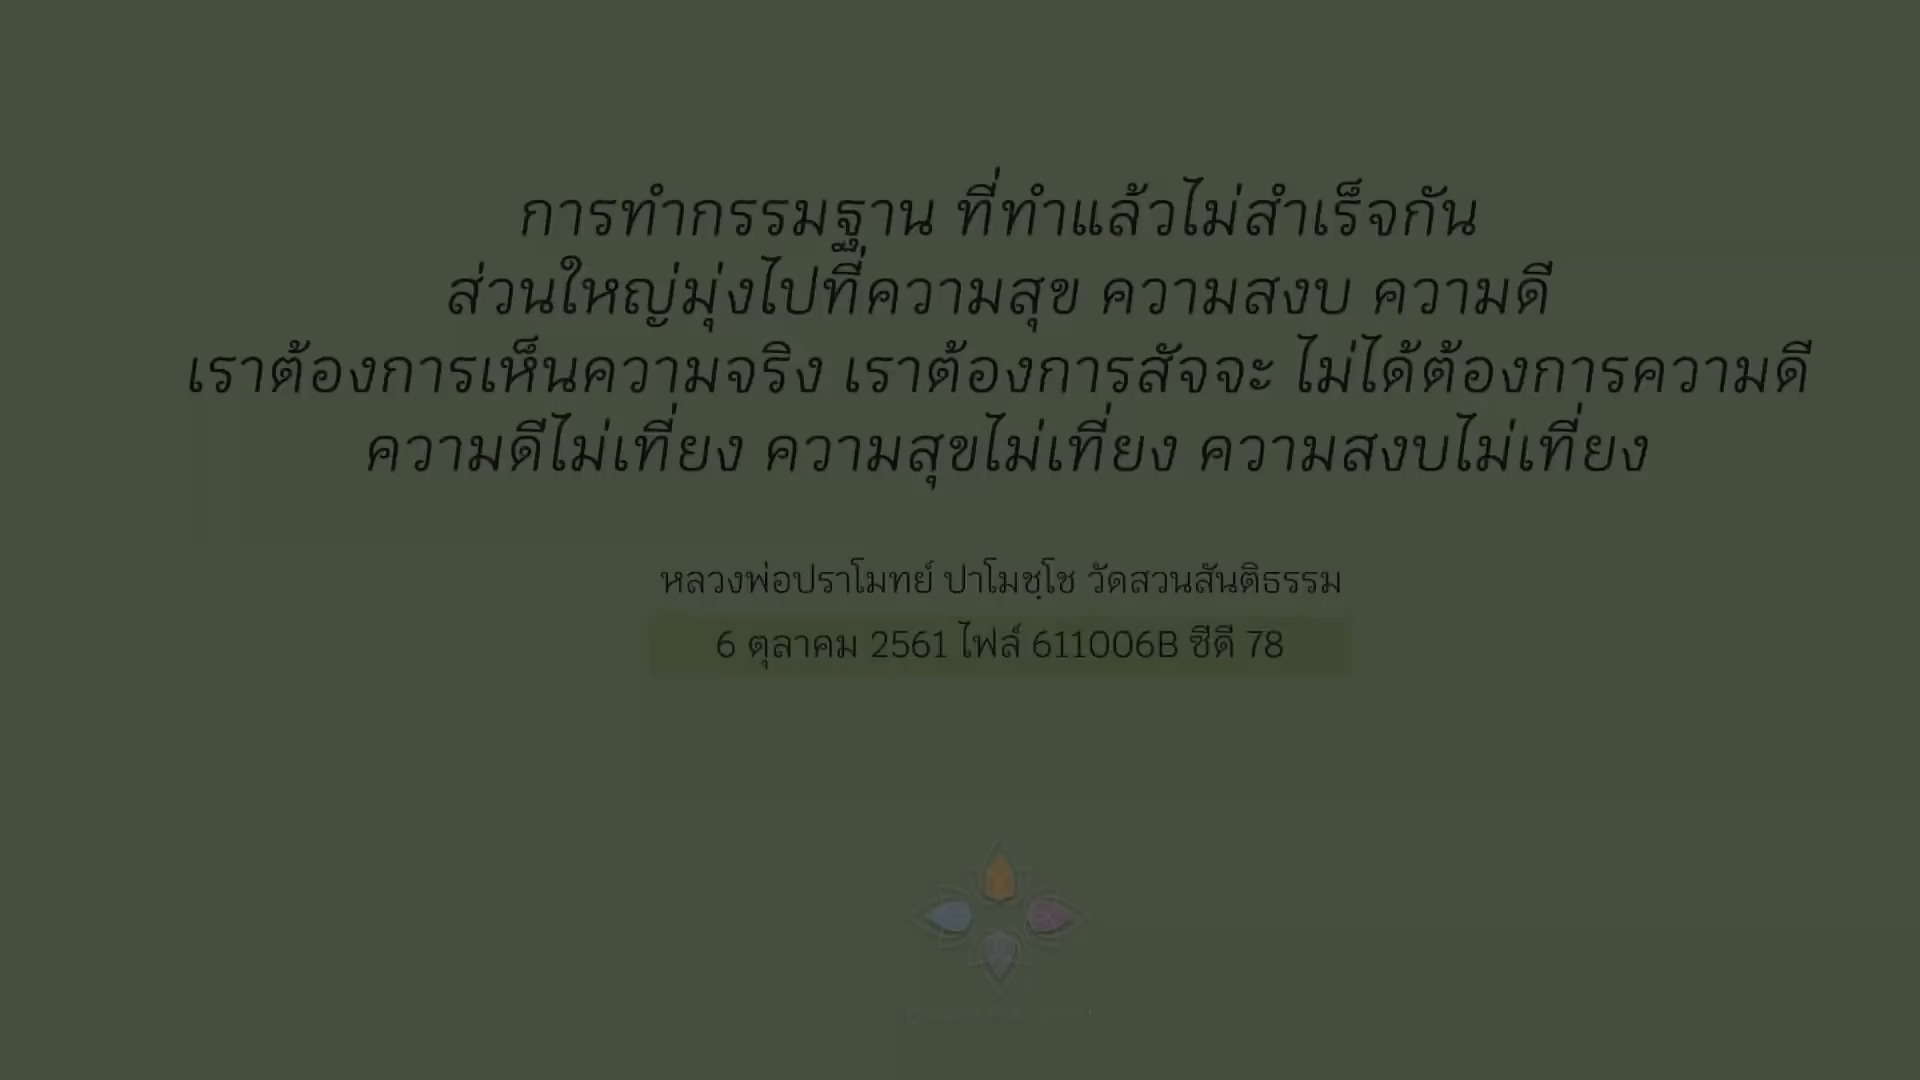 การทำกรรมฐาน ที่ทำแล้วไม่สำเร็จกัน
ส่วนใหญ่มุ่งไปที่ความสุข ความสงบ ความดี
เราต้องการเห็นความจริง เราต้องการสัจจะ ไม่ได้ต้องการความดี
ความดีไม่เที่ยง ความสุขไม่เที่ยง ความสงบไม่เที่ยง
หลวงพ่อปราโมทย์ ปาโมชฺโช วัดสวนสันติธรรม
6 ตุลาคม 2561 ไฟล์ 611006B ซีดี 78